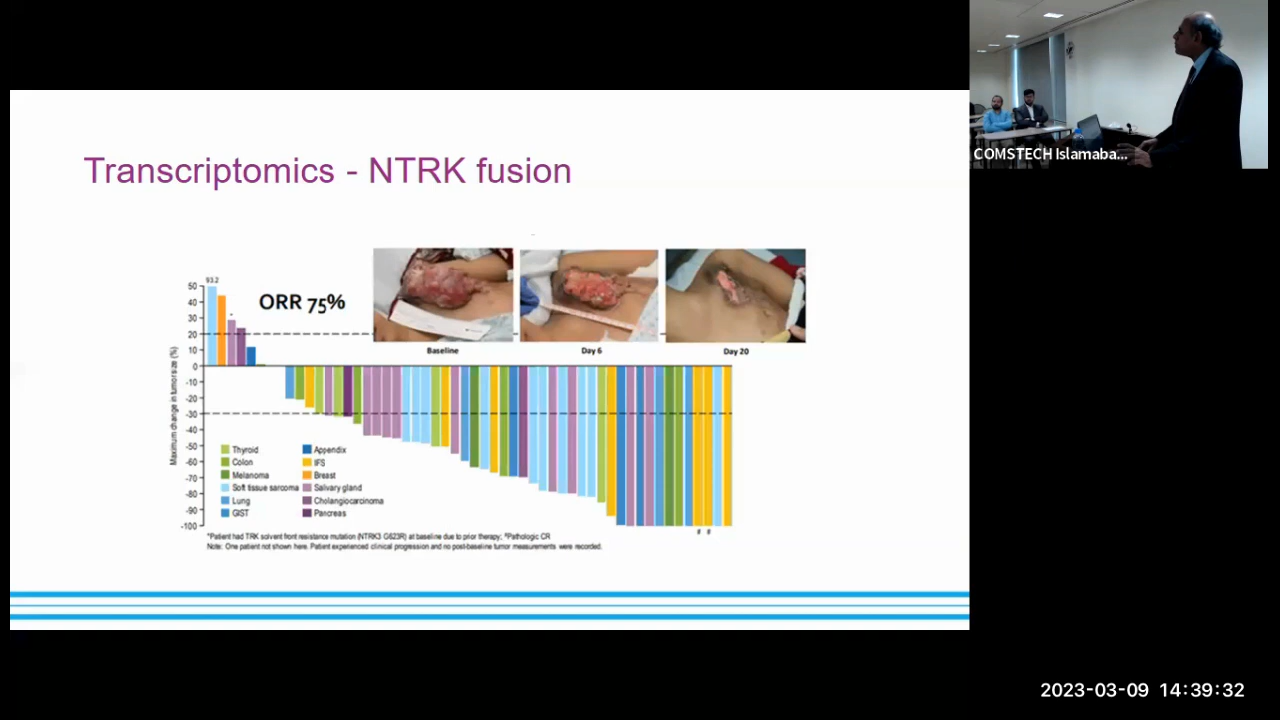 COMSTECH Islamaba...
Transcriptomics - NTRK fusion
93.2
ORR 75%
50
40
30
20
10
0
-10
-20
-30
-40
-50
-60
-70
-80
-90
-100
Maximum change in tumor size (%)
*
Baseline
Day 6
Day 20
Thyroid
Colon
Melanoma
Soft tissue sarcoma
Lung
GIST
Appendix
IFS
Breast
Salivary gland
Cholangiocarcinoma
Pancreas
# #
*Patient had TRK solvent front resistance mutation (NTRK3 G623R) at baseline due to prior therapy; #Pathologic CR
Note: One patient not shown here. Patient experienced clinical progression and no post-baseline tumor measurements were recorded.
2023-03-09 14:39:32